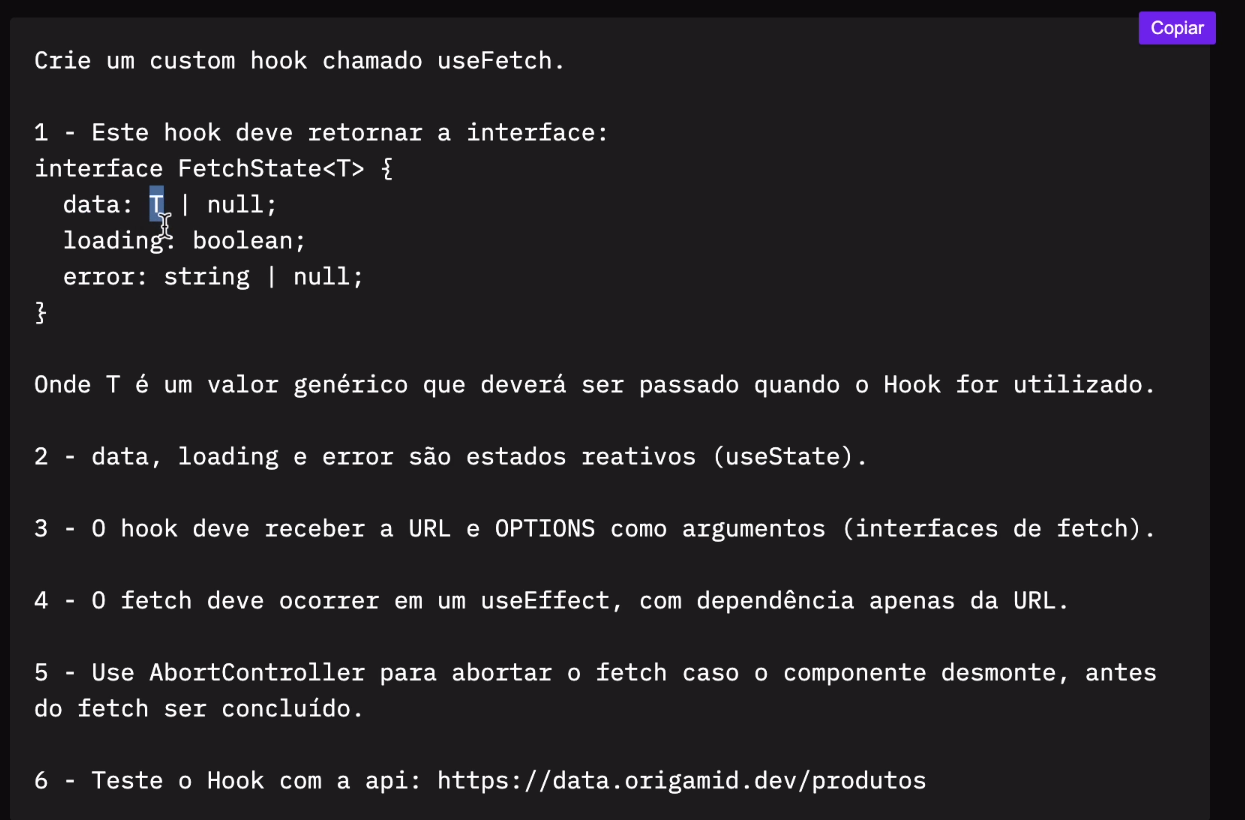 Copiar
Crie um custom hook chamado useFetch.
1 - Este hook deve retornar a interface:
interface FetchState<T> {
data: T | null;
loading: boolean;
error: string | null;
}
Onde T é um valor genérico que deverá ser passado quando o Hook for utilizado.
2 - data, loading e error são estados reativos (useState).
3 - O hook deve receber a URL e OPTIONS como argumentos (interfaces de fetch).
4 - O fetch deve ocorrer em um useEffect, com dependência apenas da URL.
5 - Use AbortController para abortar o fetch caso o componente desmonte, antes
do fetch ser concluído.
6 - Teste o Hook com a api: https://data.origamid.dev/produtos